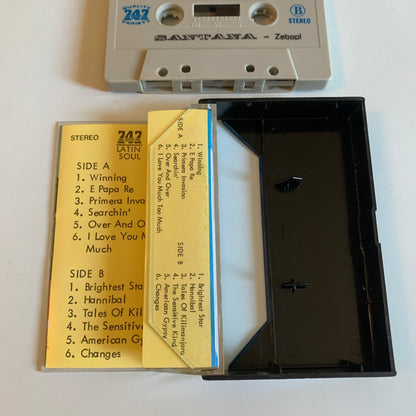 QUALITY
747
VARIETY
SANTANA - Zebop!
B
STEREO
STEREO
747
LATIN
SOUL
SIDE A
1. Winning
2. E Papa Re
3. Primera Inva
4. Searchin'
5. Over And O
6. I Love You M
Much
SIDE B
1. Brightest Star
2. Hannibal
3. Tales Of Kil
4. The Sensitive
5. American Gy
6. Changes
SIDE A
1. Winning
2. E Papa Re
3. Primera Invasion
4. Searchin'
5. Over And Over
6. I Love You Much Too Much
SIDE B
1. Brightest Star
2. Hannibal
3. Tales Of Kilimanjaro
4. The Sensitive Kind
5. American Gypsy
6. Changes